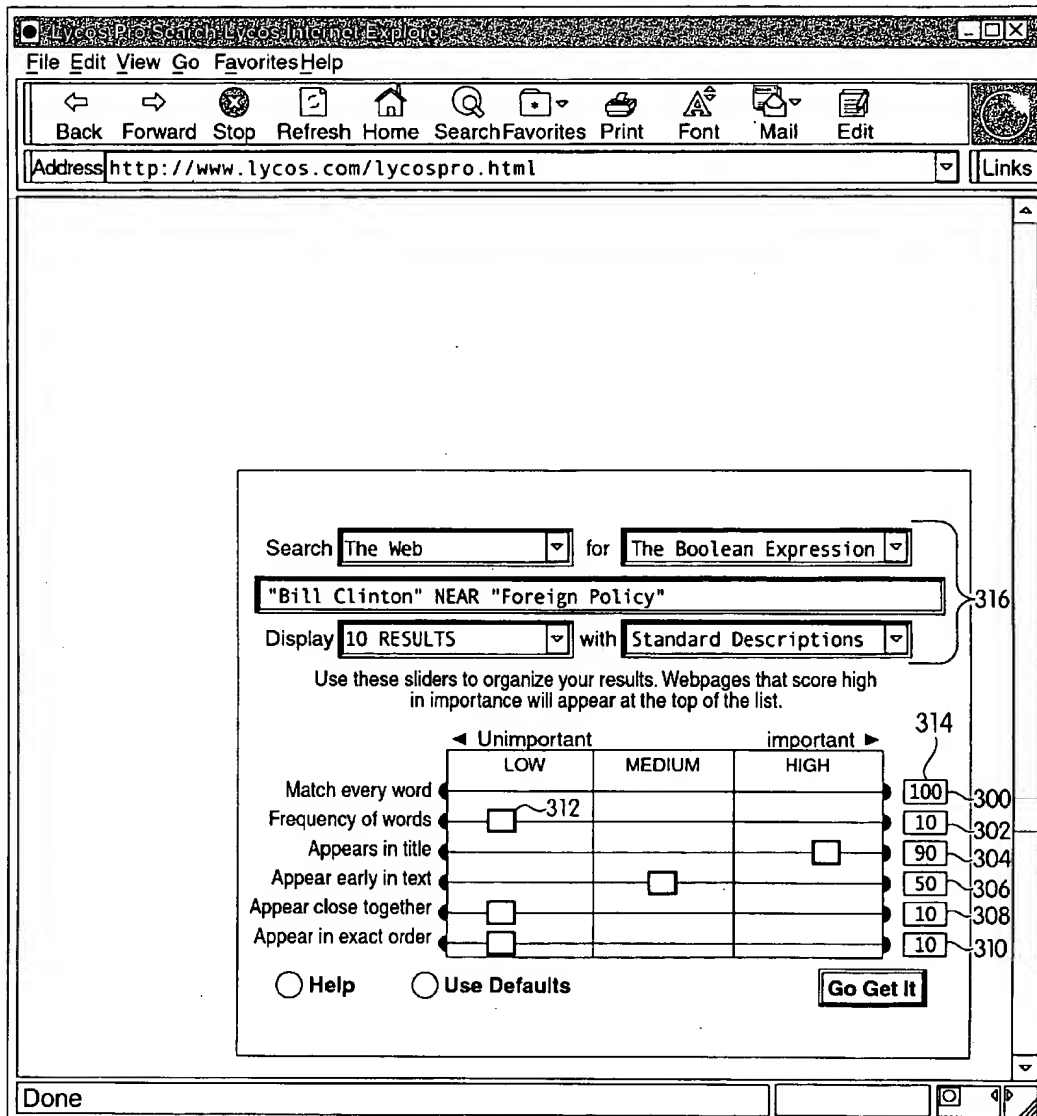 Lycos Pro Search-Lycos Internet Explorer
File Edit View Go Favorites Help
Back Forward Stop Refresh Home Search Favorites Print Font Mail Edit
Address http://www.lycos.com/lycospro.html Links
Search The Web for The Boolean Expression
"Bill Clinton" NEAR "Foreign Policy"
316
Display 10 RESULTS with Standard Descriptions
Use these sliders to organize your results. Webpages that score high
in importance will appear at the top of the list.
314
◄ Unimportant important ►
LOW MEDIUM HIGH
Match every word 100 300
Frequency of words 312 10 302
Appears in title 90 304
Appear early in text 50 306
Appear close together 10 308
Appear in exact order 10 310
Help Use Defaults Go Get It
Done